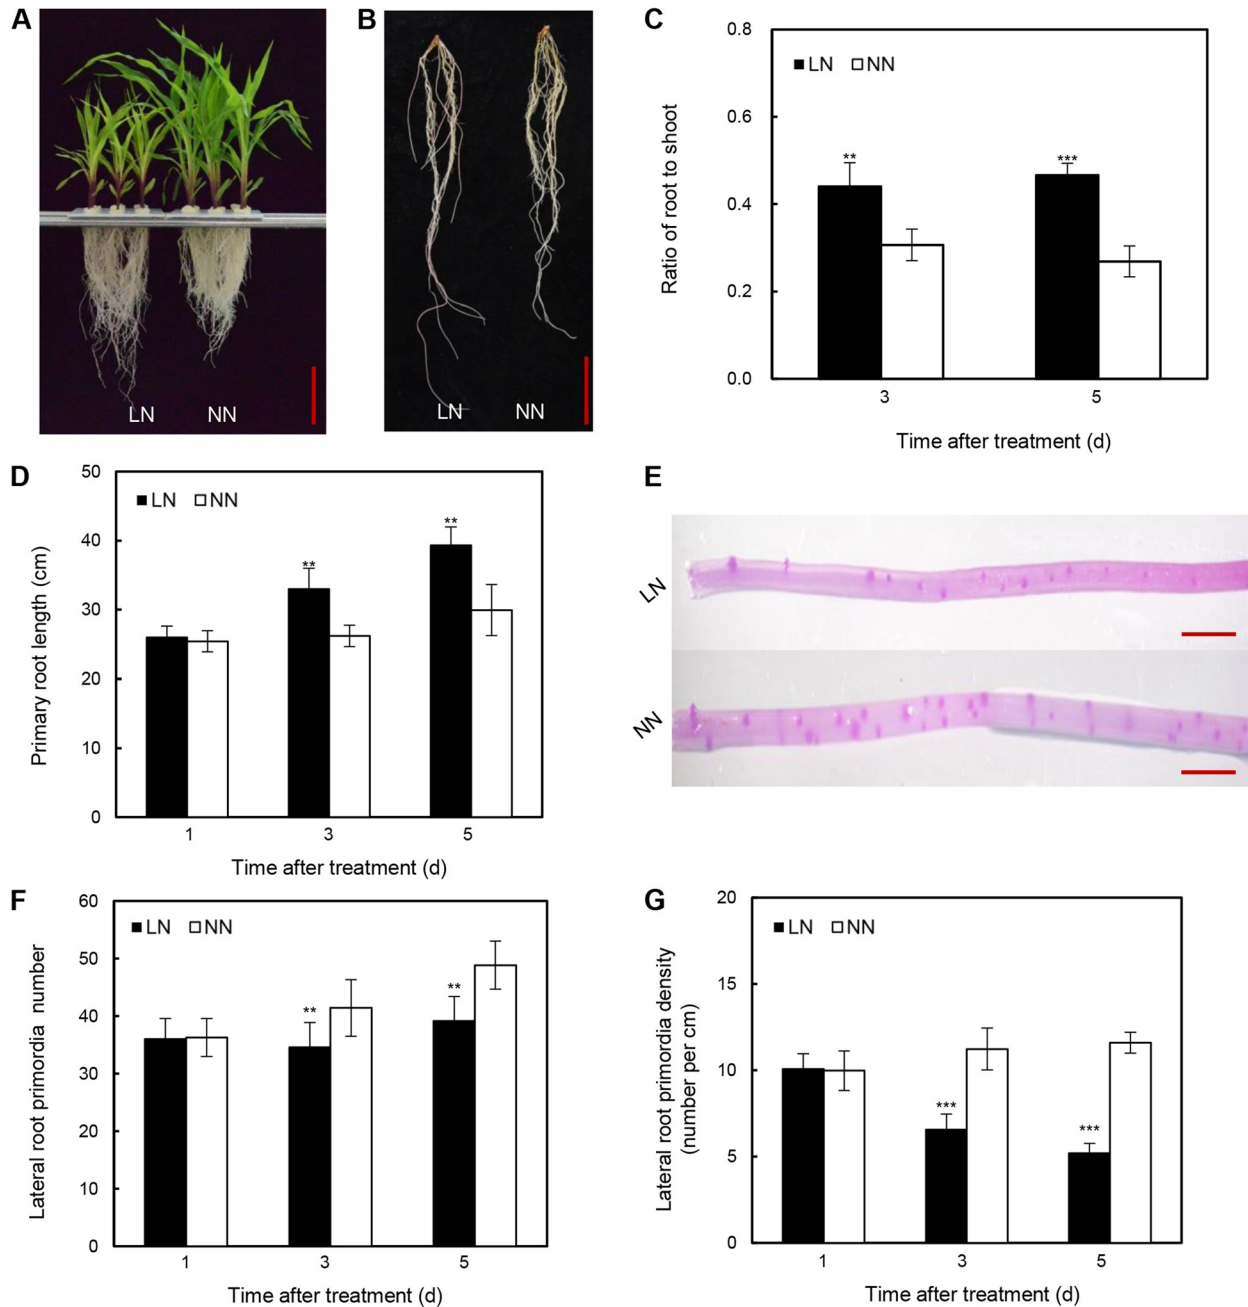 A
LN NN
B
LN NN
C
0.8
0.6
0.4
0.2
0.0
Ratio of root to shoot
LN NN
**
***
3 5
Time after treatment (d)
D
50
40
30
20
10
0
Primary root length (cm)
LN NN
**
**
1 3 5
Time after treatment (d)
E
LN
NN
F
60
50
40
30
20
10
0
Lateral root primordia number
LN NN
**
**
1 3 5
Time after treatment (d)
G
20
15
10
5
0
Lateral root primordia density
(number per cm)
LN NN
***
***
1 3 5
Time after treatment (d)